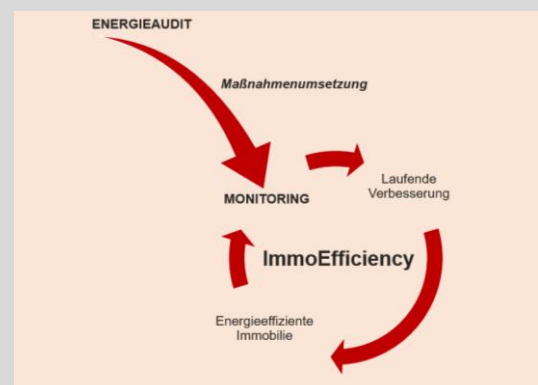 ENERGIEAUDIT
Maßnahmenumsetzung
Laufende
Verbesserung
MONITORING
ImmoEfficiency
Energieeffiziente
Immobilie